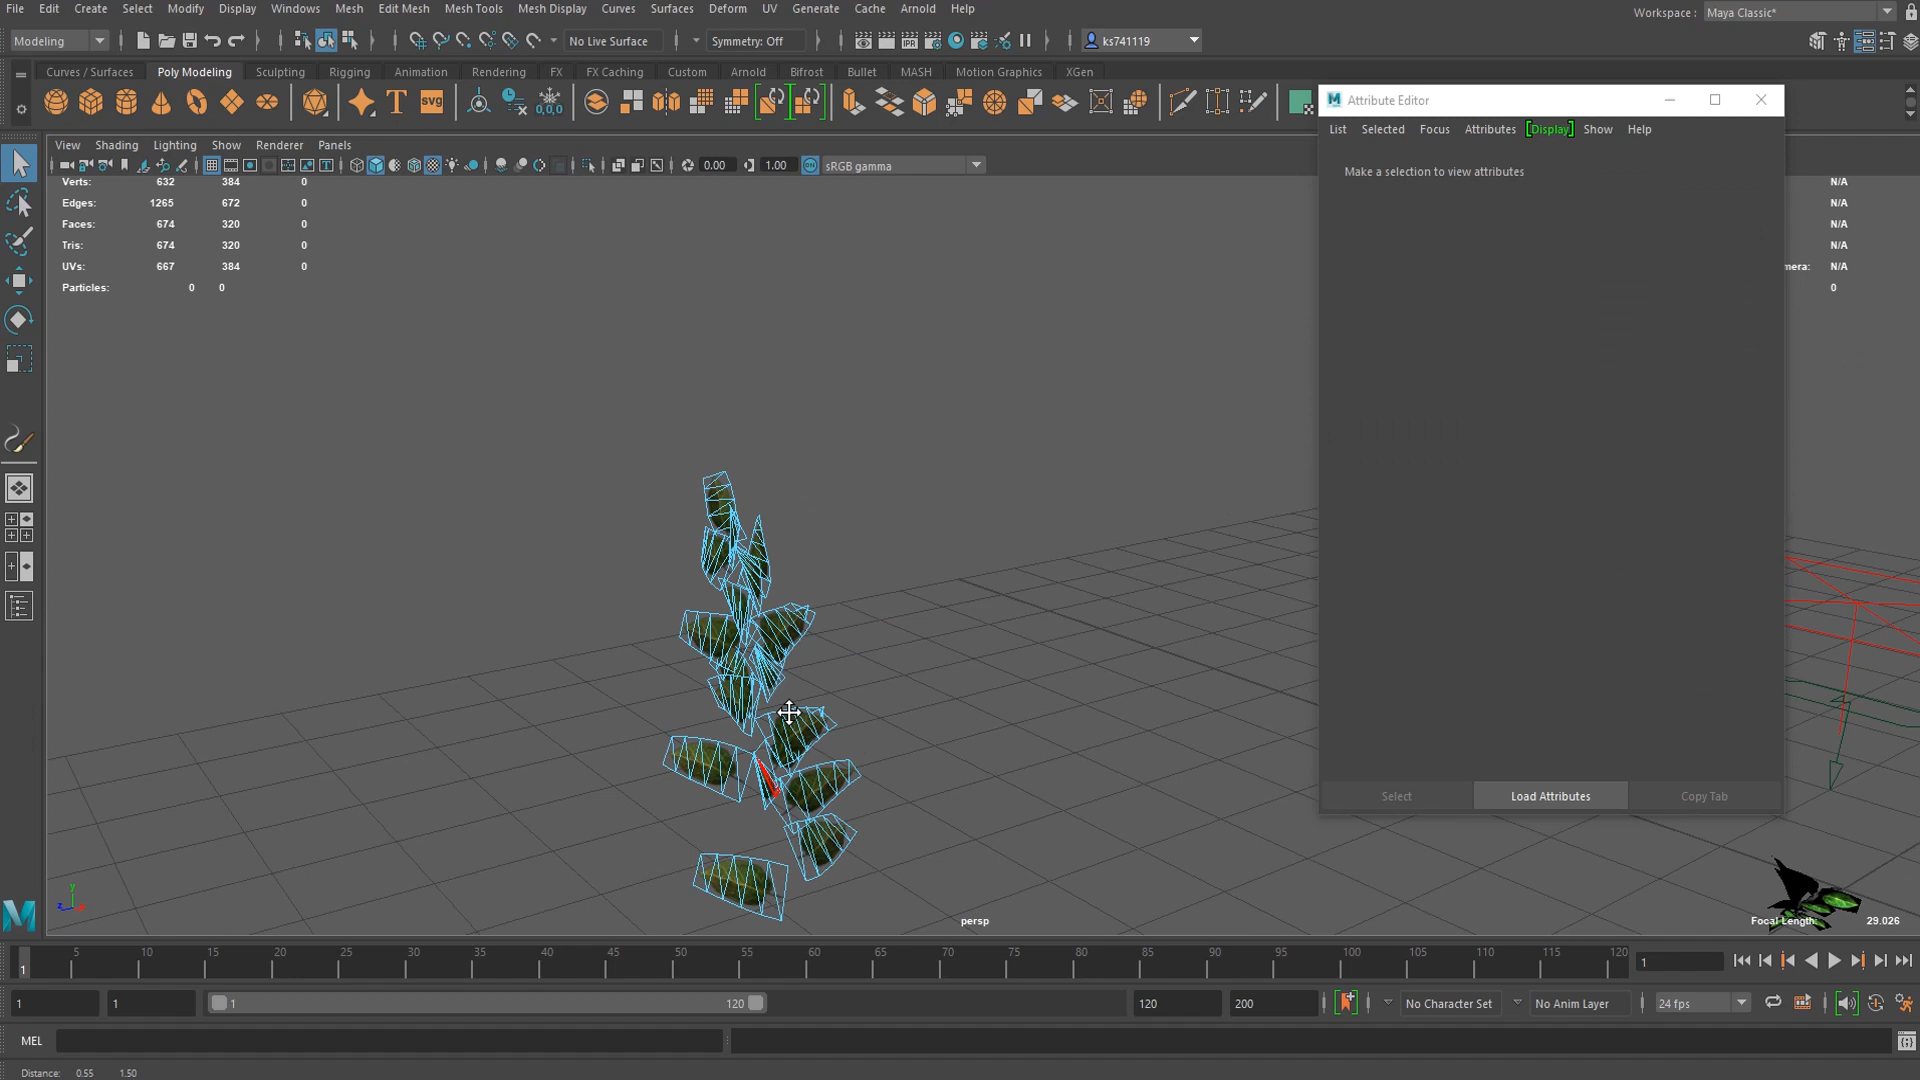 File Edit Create Select Modify Display Windows Mesh Edit Mesh Mesh Tools Mesh Display Curves Surfaces Deform UV Generate Cache Arnold Help
Workspace : Maya Classic*
Modeling No Live Surface Symmetry: Off ks741119
Curves / Surfaces Poly Modeling Sculpting Rigging Animation Rendering FX FX Caching Custom Arnold Bifrost Bullet MASH Motion Graphics XGen
T SVG 0,0,0
Attribute Editor
List Selected Focus Attributes [Display] Show Help
Make a selection to view attributes
View Shading Lighting Show Renderer Panels
0.00 1.00 ON sRGB gamma
Verts: 632 384 0 N/A
Edges: 1265 672 0 N/A
Faces: 674 320 0 N/A
Tris: 674 320 0 N/A
UVs: 667 384 0 mera: N/A
Particles: 0 0 0
Select Load Attributes Copy Tab
y
z x
persp
Focal Length: 29.026
1 5 10 15 20 25 30 35 40 45 50 55 60 65 70 75 80 85 90 95 100 105 110 115 120 1
1 1 1 120 120 200 No Character Set No Anim Layer 24 fps
MEL
Distance: 0.55 1.50